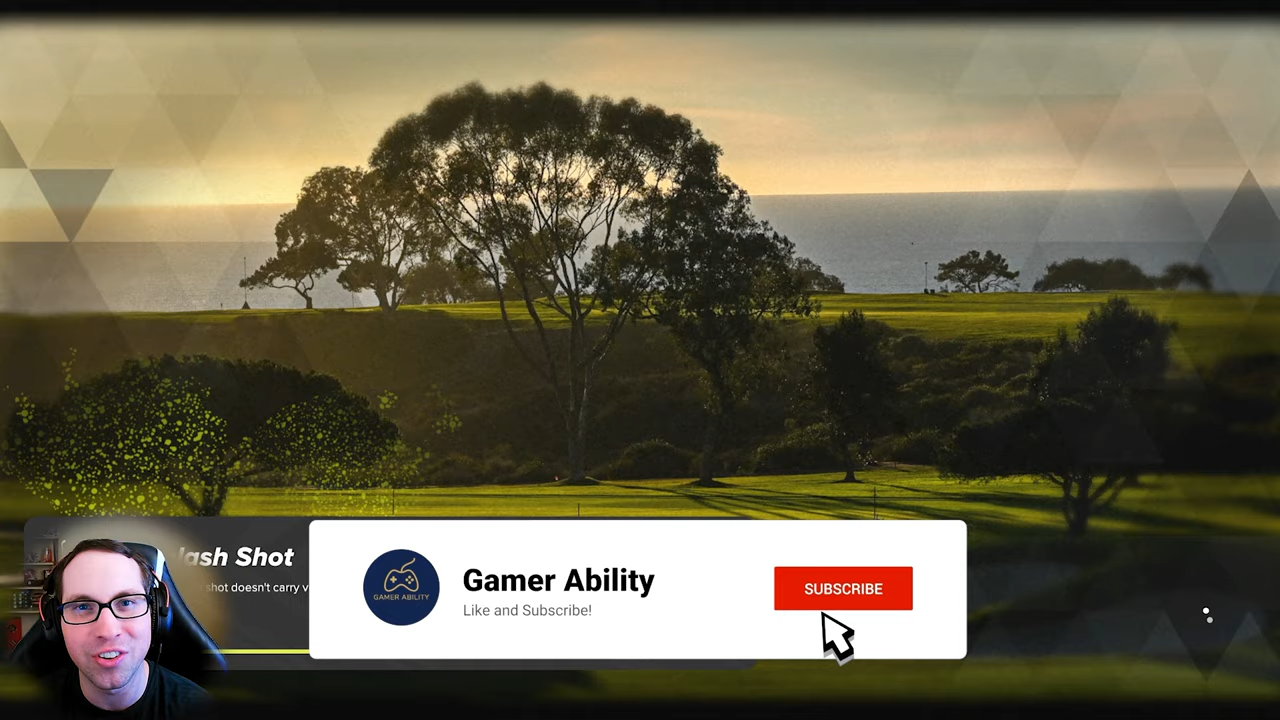 lash Shot
shot doesn't carry v
GAMER ABILITY
Gamer Ability
Like and Subscribe!
SUBSCRIBE